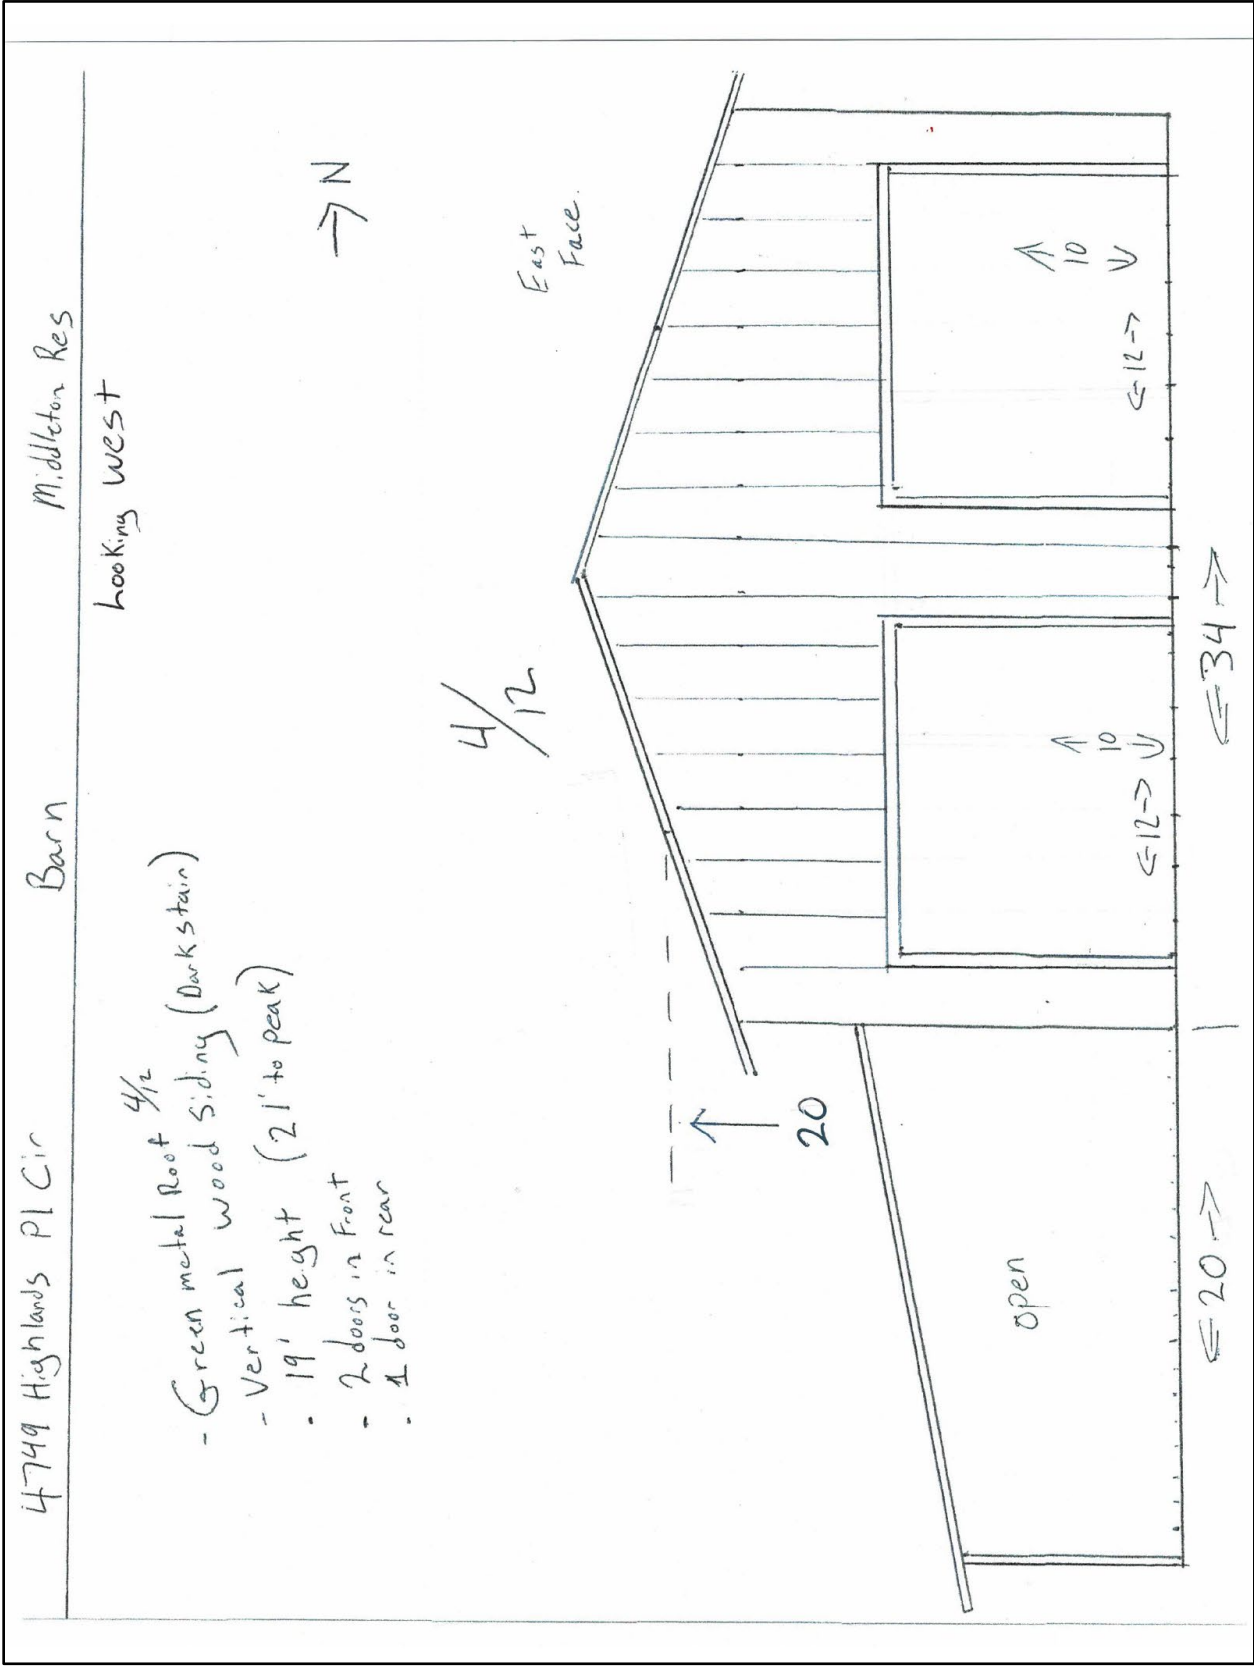 4749 Highlands Pl Cir Barn Middleton Res
Looking west
- Green metal Roof 4/12
- Vertical wood Siding (Dark stain)
· 19' height (21' to peak)
- 2 doors in Front
· 1 door in rear
→ N
4/12
East
Face.
20
open
10
<-12->
10
<-12->
<=20->
<=34->